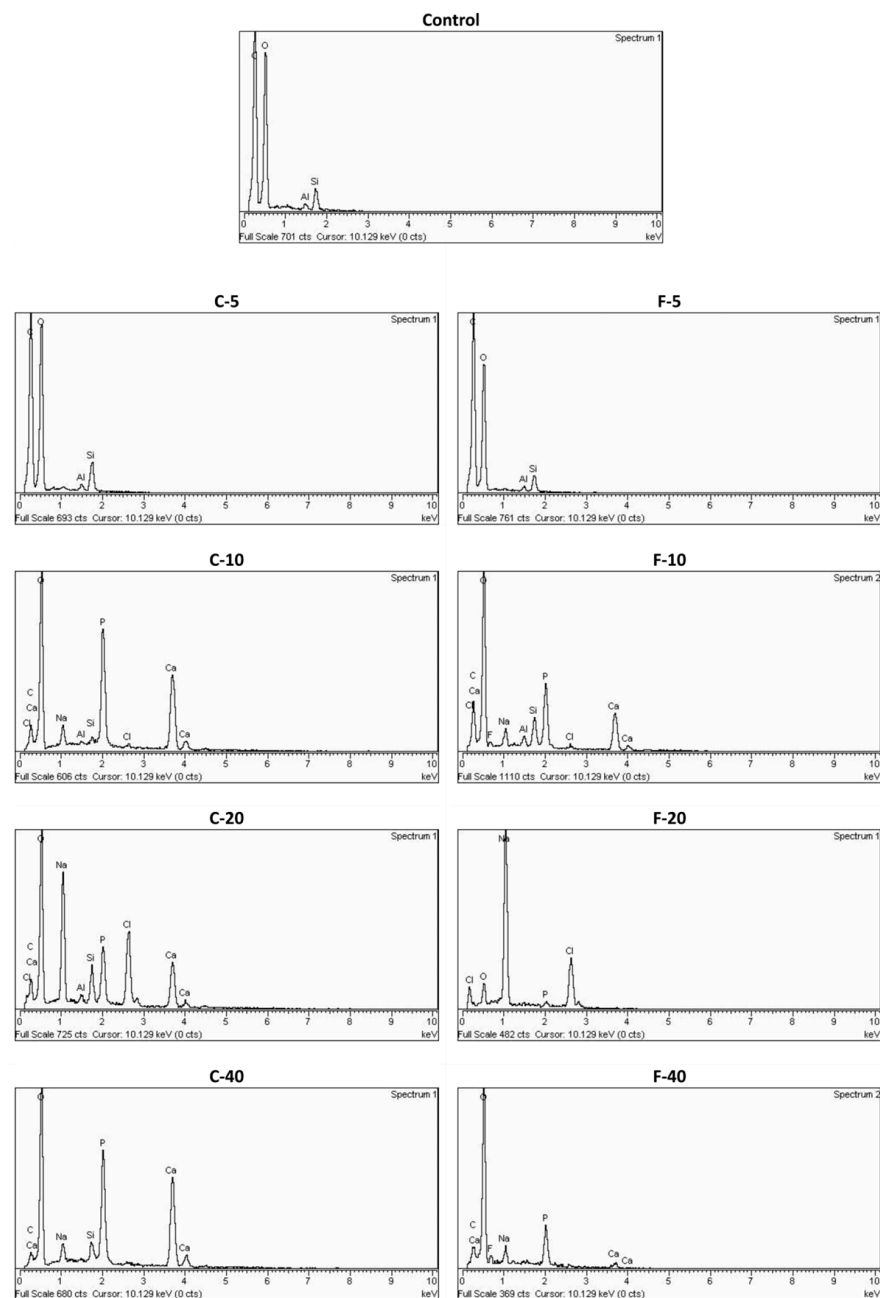 Control
Spectrum 1
C O
Si
Al
0 1 2 3 4 5 6 7 8 9 10
Full Scale 701 cts Cursor: 10.129 keV (0 cts) keV
C-5
Spectrum 1
O
C
Si
Al
0 1 2 3 4 5 6 7 8 9 10
Full Scale 693 cts Cursor: 10.129 keV (0 cts) keV
F-5
Spectrum 1
C
O
Si
Al
0 1 2 3 4 5 6 7 8 9 10
Full Scale 761 cts Cursor: 10.129 keV (0 cts) keV
C-10
Spectrum 1
O
P
Ca
C
Ca
Cl Na Si Al Cl Ca
0 1 2 3 4 5 6 7 8 9 10
Full Scale 606 cts Cursor: 10.129 keV (0 cts) keV
F-10
Spectrum 2
O
C P
Ca
Cl Si Ca
F Na Al Cl Ca
0 1 2 3 4 5 6 7 8 9 10
Full Scale 1110 cts Cursor: 10.129 keV (0 cts) keV
C-20
Spectrum 1
O
Na
Cl
C P
Ca Si Ca
Cl Al Ca
0 1 2 3 4 5 6 7 8 9 10
Full Scale 725 cts Cursor: 10.129 keV (0 cts) keV
F-20
Spectrum 1
Na
Cl
Cl O
P
0 1 2 3 4 5 6 7 8 9 10
Full Scale 482 cts Cursor: 10.129 keV (0 cts) keV
C-40
Spectrum 1
O
P
Ca
C
Ca Na Si Ca
0 1 2 3 4 5 6 7 8 9 10
Full Scale 680 cts Cursor: 10.129 keV (0 cts) keV
F-40
Spectrum 2
O
C P
Ca F Na Ca Ca
0 1 2 3 4 5 6 7 8 9 10
Full Scale 369 cts Cursor: 10.129 keV (0 cts) keV